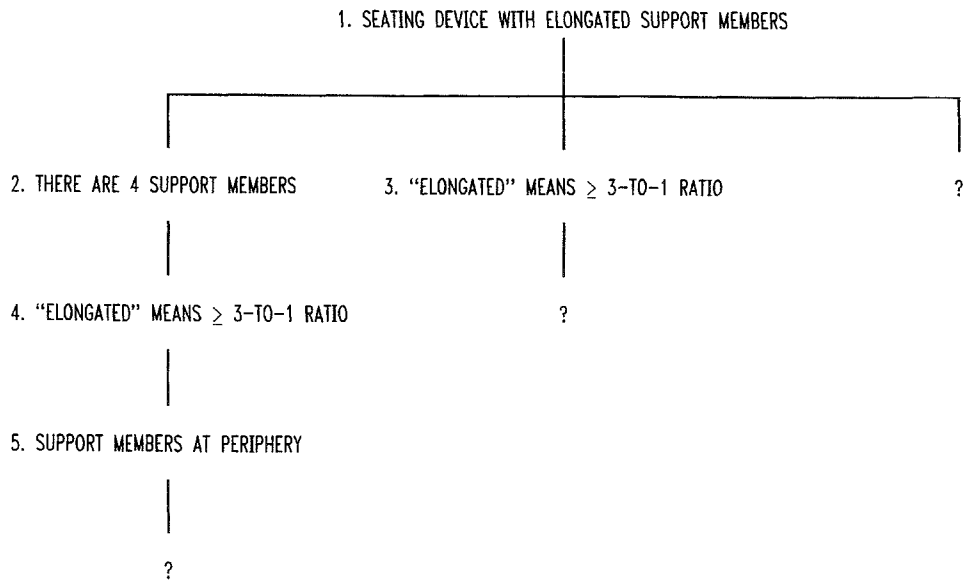 1. SEATING DEVICE WITH ELONGATED SUPPORT MEMBERS
2. THERE ARE 4 SUPPORT MEMBERS
3. “ELONGATED” MEANS ≥ 3-TO-1 RATIO
?
4. “ELONGATED” MEANS ≥ 3-TO-1 RATIO
?
5. SUPPORT MEMBERS AT PERIPHERY
?